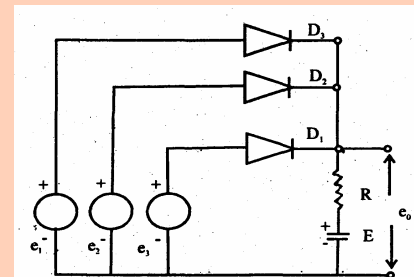 D₃
D₂
D₁
+ + +
R
e₁- e₂- e₃-
+
- E
e₀